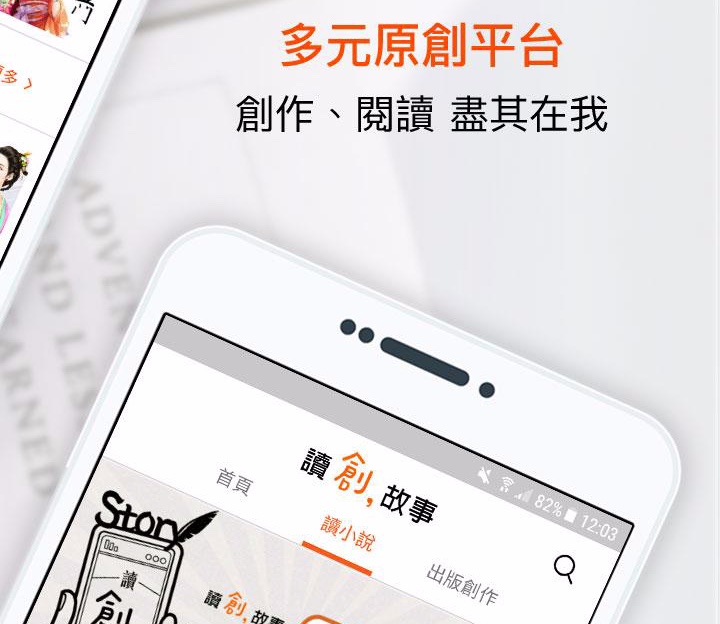 多元原創平台
創作、閱讀 盡其在我
多 >
ADVEN
ND LES
ARNED
82% 12:03
讀創,故事
首頁
讀小說
出版創作
Story
讀
創
讀創,故事